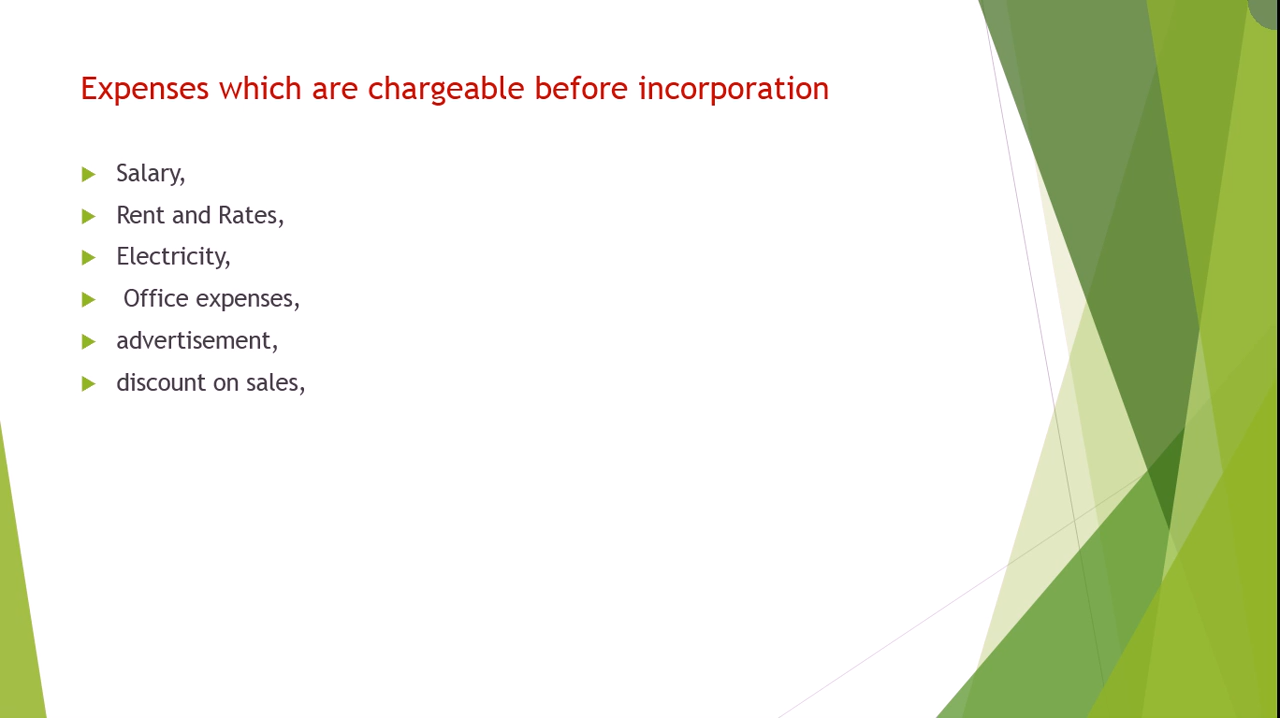 Expenses which are chargeable before incorporation
Salary,
Rent and Rates,
Electricity,
Office expenses,
advertisement,
discount on sales,